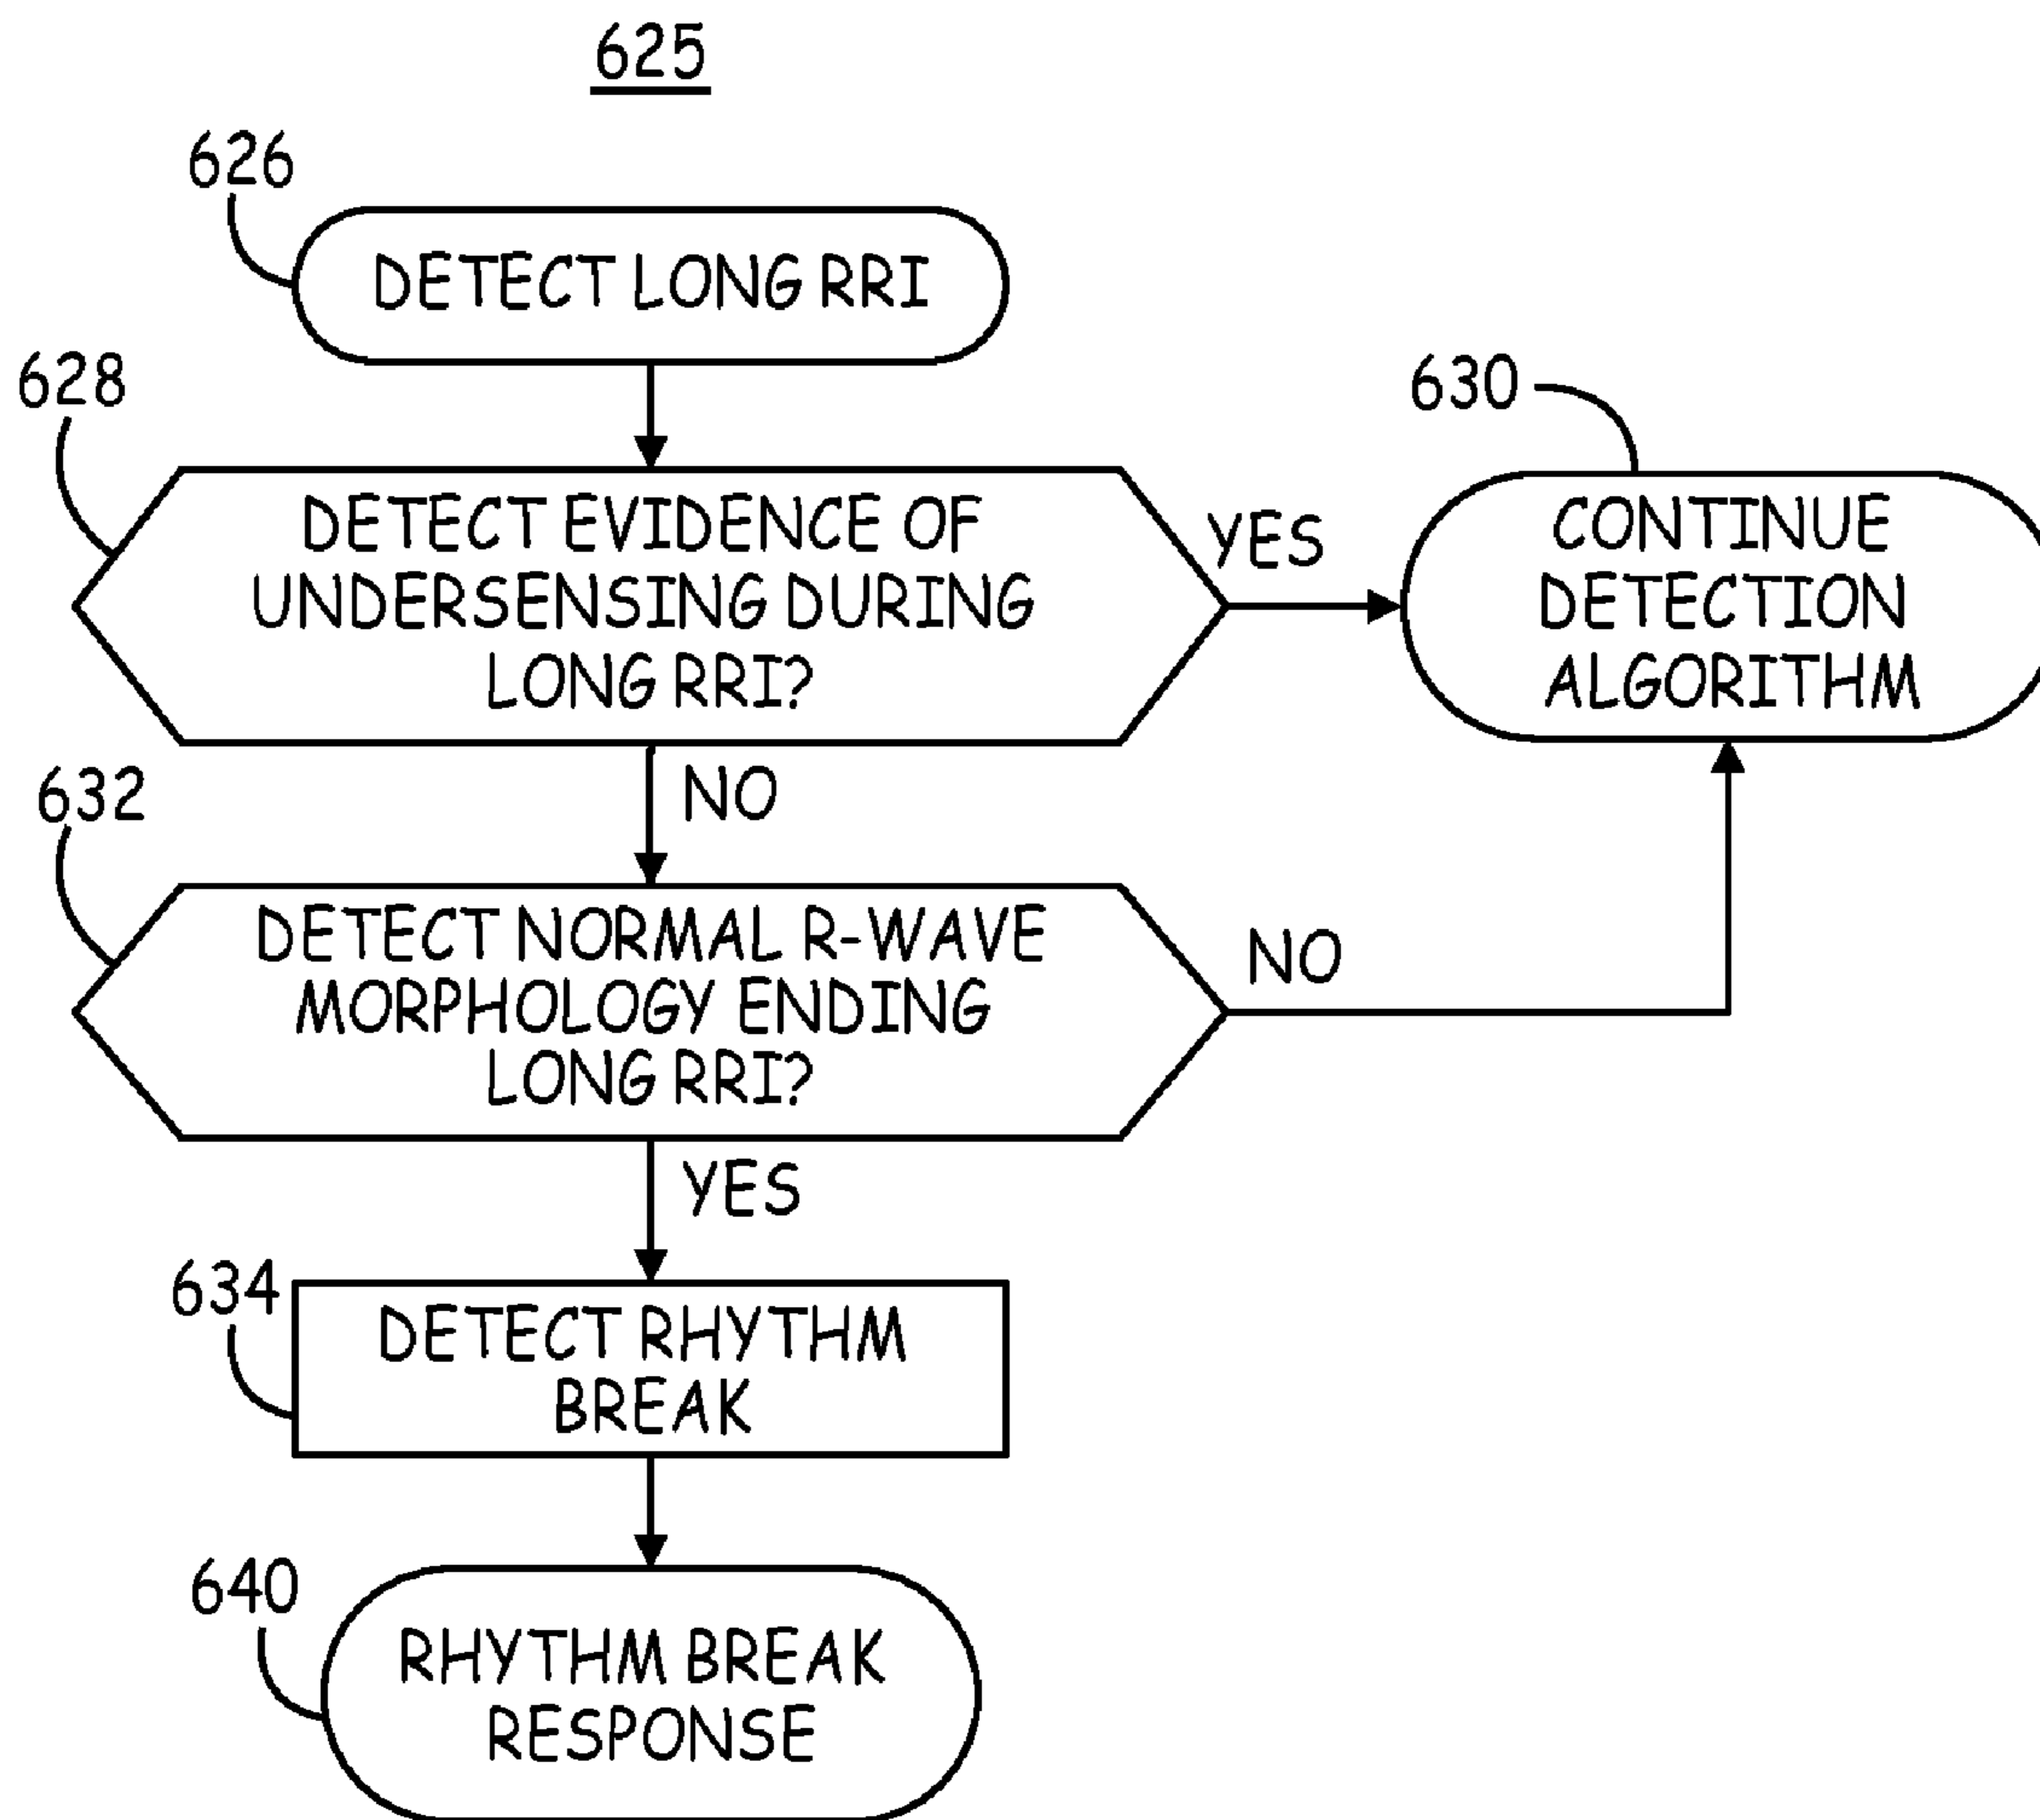 625
626
DETECT LONG RRI
628
DETECT EVIDENCE OF
UNDERSENSING DURING
LONG RRI?
YES
630
CONTINUE
DETECTION
ALGORITHM
NO
632
DETECT NORMAL R-WAVE
MORPHOLOGY ENDING
LONG RRI?
NO
YES
634
DETECT RHYTHM
BREAK
640
RHYTHM BREAK
RESPONSE